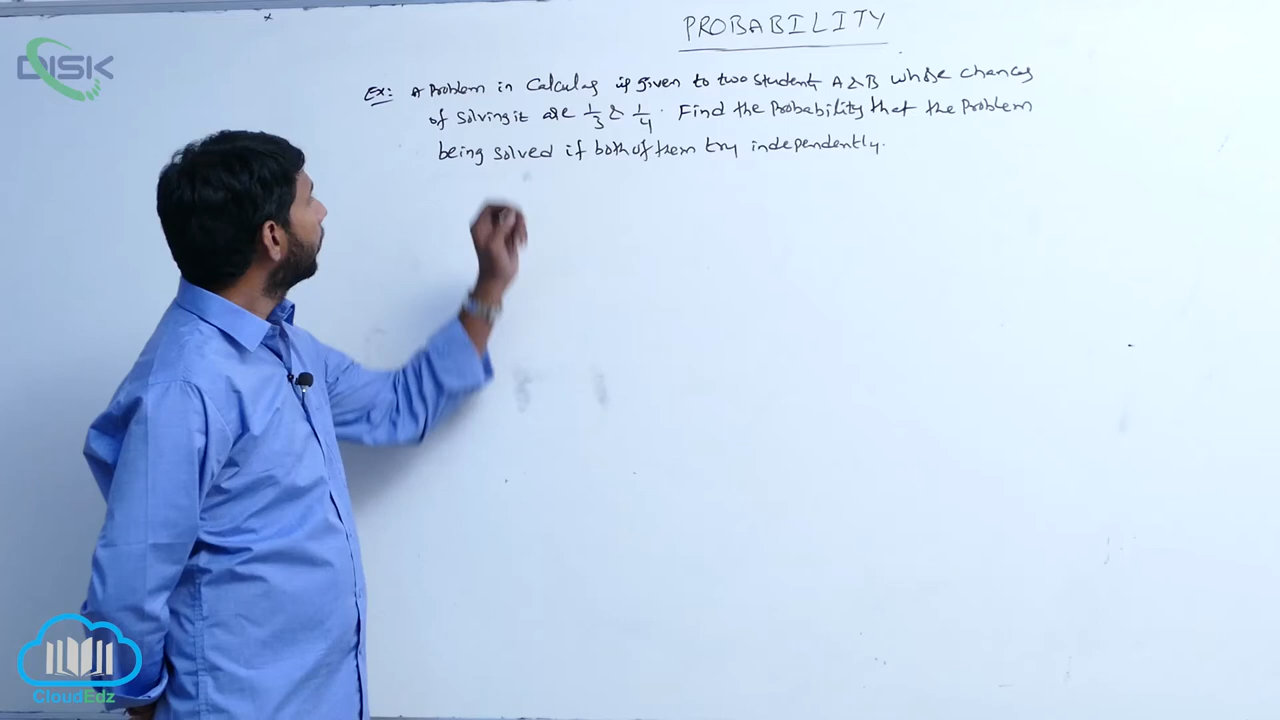 PROBABILITY
DISK
Ex: A Problem in Calculus is given to two students A & B whose chances
of solving it are 1/3 & 1/4. Find the Probability that the Problem
being solved if both of them try independently.
CloudEdz